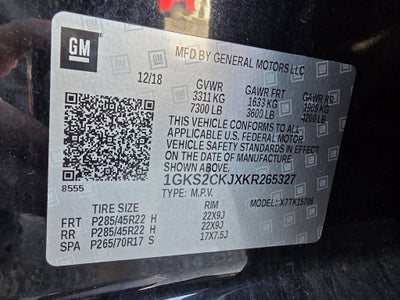 GM
MFD BY GENERAL MOTORS LLC
12/18
GVWR GAWR FRT GAWR RR
3311 KG 1633 KG 1905 KG
7300 LB 3600 LB 4200 LB
THIS VEHICLE CONFORMS TO ALL
APPLICABLE U.S. FEDERAL MOTOR
VEHICLE SAFETY STANDARDS IN EFFECT
ON THE DATE OF MANUFACTURE
SHOWN ABOVE.
1GKS2CKJXKR265327
8555
TYPE: M.P.V. MODEL: X7TK15706
TIRE SIZE RIM
FRT P285/45R22 H 22X9J
RR P285/45R22 H 22X9J
SPA P265/70R17 S 17X7.5J